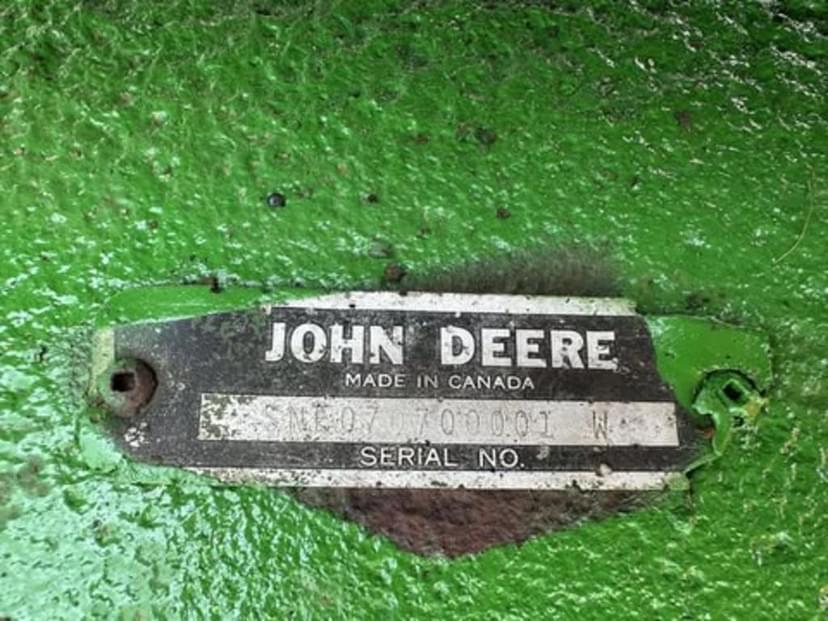 JOHN DEERE
MADE IN CANADA
W
SERIAL NO.